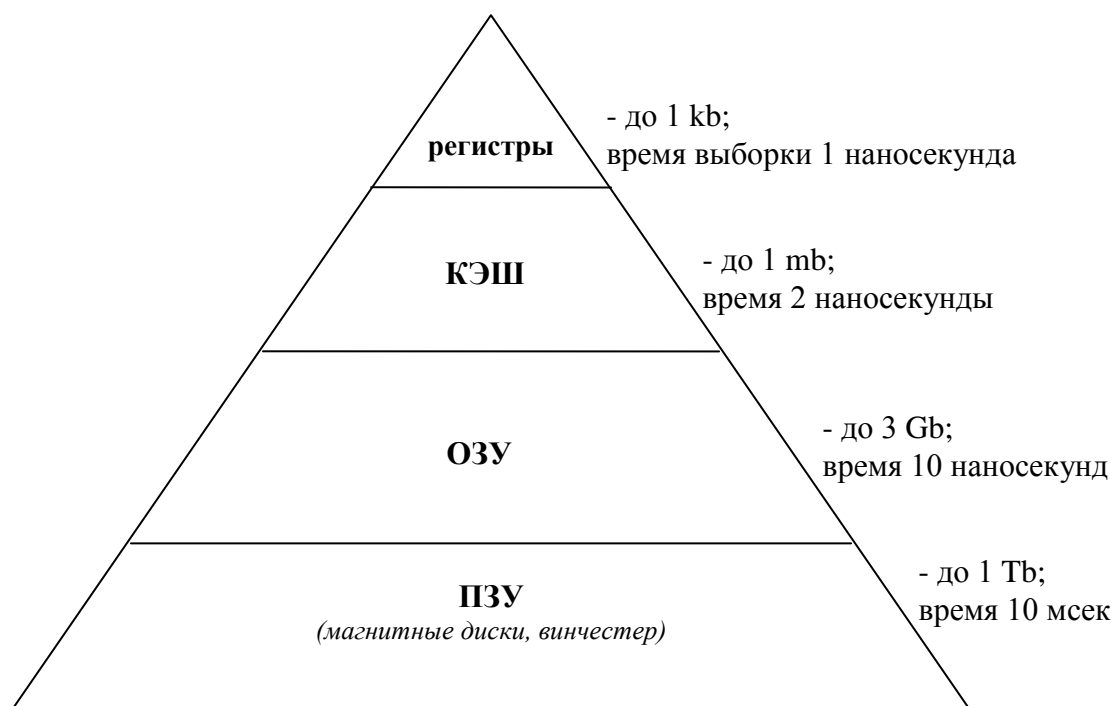 регистры
- до 1 kb;
время выборки 1 наносекунда
КЭШ
- до 1 mb;
время 2 наносекунды
ОЗУ
- до 3 Gb;
время 10 наносекунд
ПЗУ
(магнитные диски, винчестер)
- до 1 Tb;
время 10 мсек